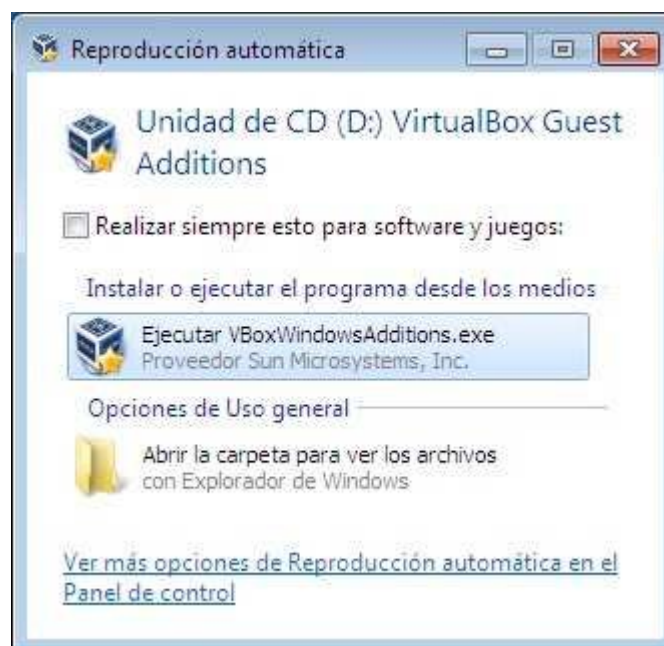 Reproducción automática
Unidad de CD (D:) VirtualBox Guest
Additions
Realizar siempre esto para software y juegos:
Instalar o ejecutar el programa desde los medios
Ejecutar VBoxWindowsAdditions.exe
Proveedor Sun Microsystems, Inc.
Opciones de Uso general
Abrir la carpeta para ver los archivos
con Explorador de Windows
Ver más opciones de Reproducción automática en el
Panel de control